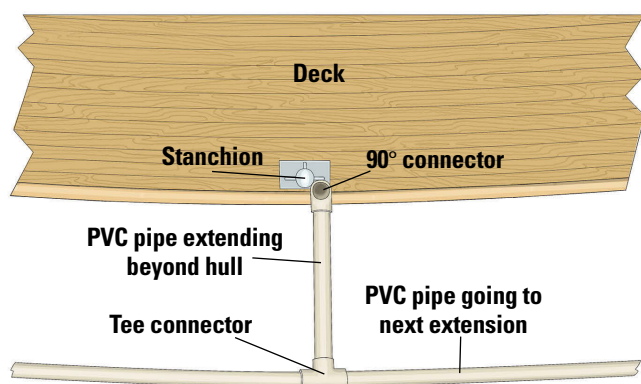 Deck
Stanchion
90° connector
PVC pipe extending
beyond hull
PVC pipe going to
next extension
Tee connector